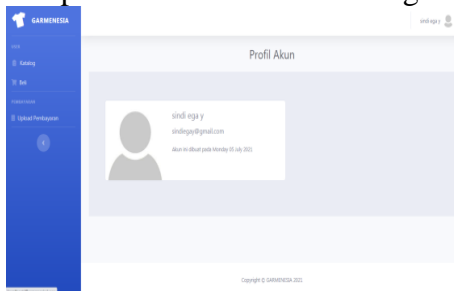 GARMENESIA
sindi ega y
Katalog
Beli
Upload Pembayaran
Profil Akun
sindi ega y
sindiegay@gmail.com
Akun ini dibuat pada Monday 05 July 2021
Copyright © GARMENESIA 2021